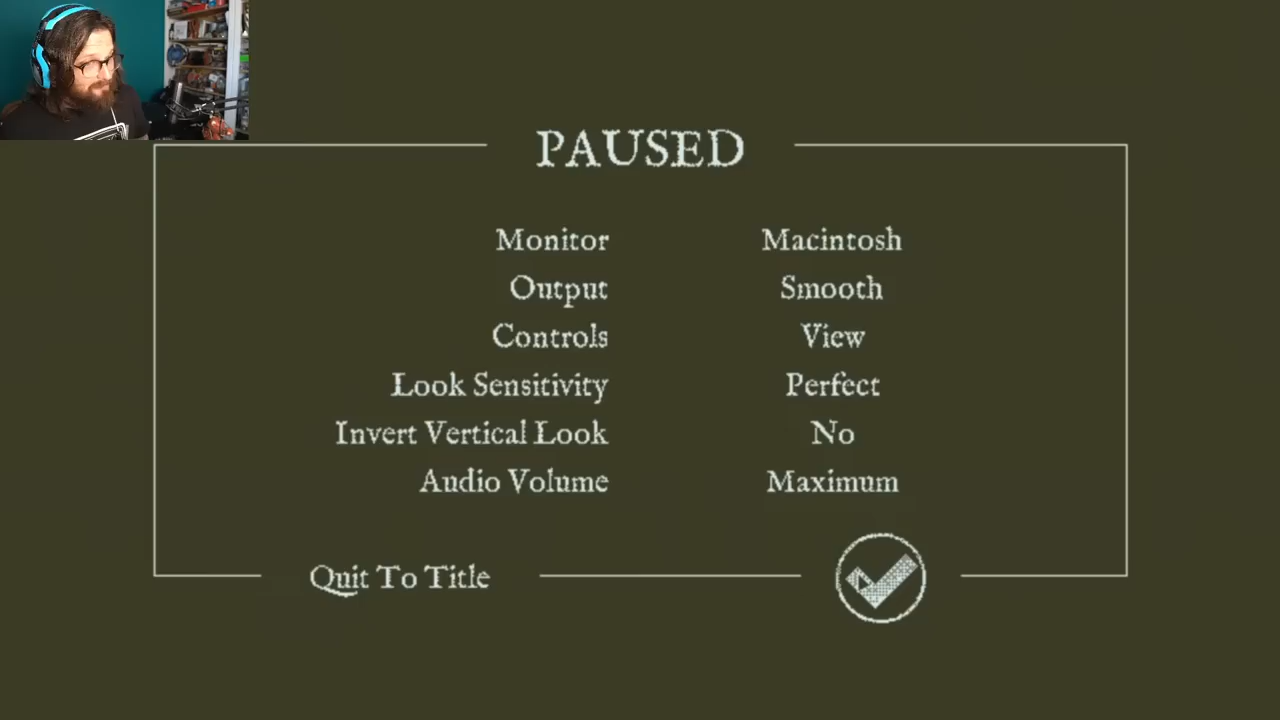 PAUSED
Monitor Macintosh
Output Smooth
Controls View
Look Sensitivity Perfect
Invert Vertical Look No
Audio Volume Maximum
Quit To Title